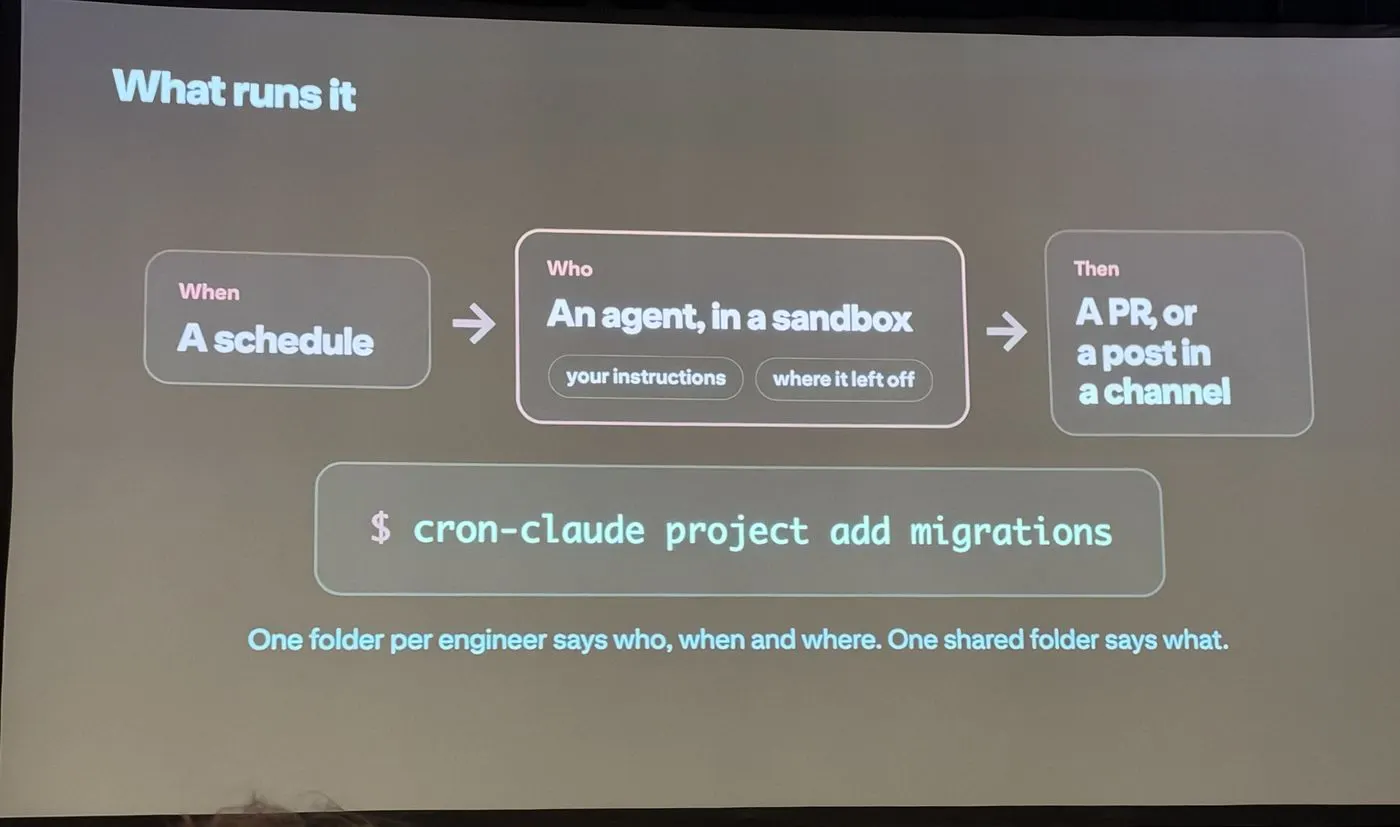 What runs it
When
A schedule
Who
An agent, in a sandbox
your instructions
where it left off
Then
A PR, or
a post in
a channel
$ cron-claude project add migrations
One folder per engineer says who, when and where. One shared folder says what.